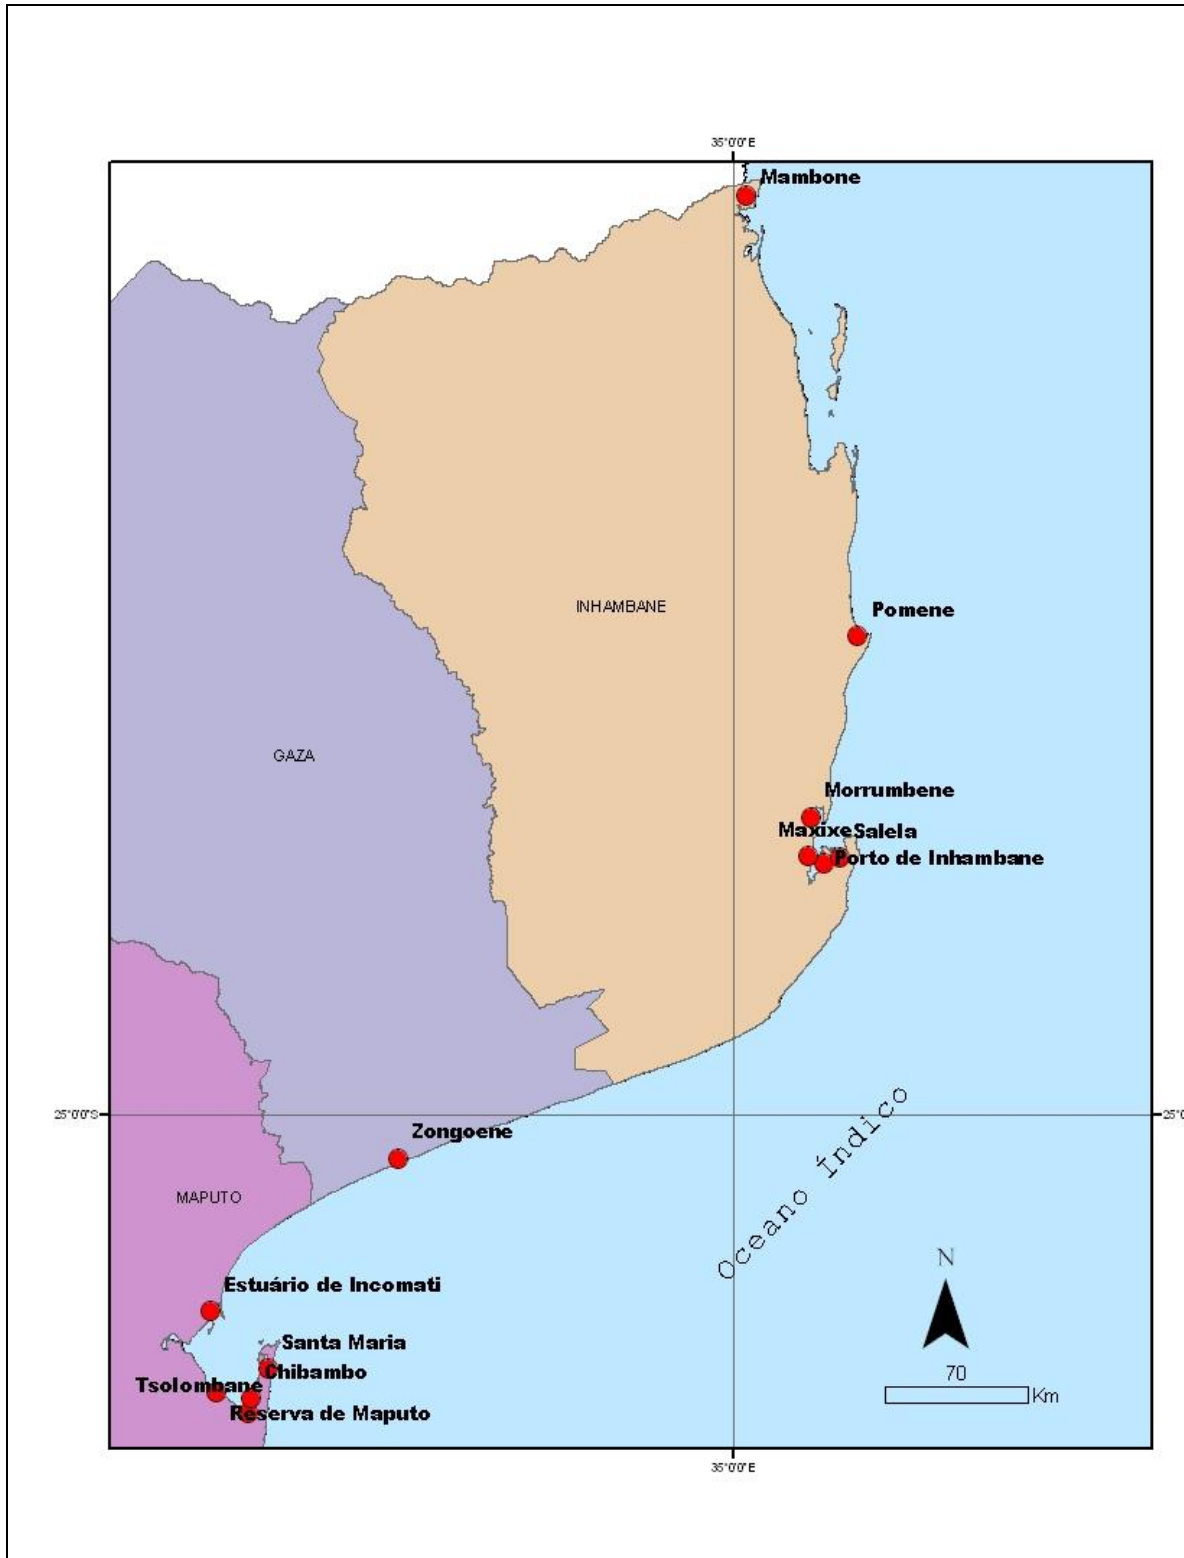 35°0'0"E
Mambone
Pomene
INHAMBANE
GAZA
Morrumbene
Maxixe Salela
Porto de Inhambane
25°0'0"S
25°0
Zongoene
MAPUTO
Oceano Índico
Estuário de Incomati
N
Santa Maria
Chibambo
Tsolombane
Reserva de Maputo
70
Km
35°0'0"E